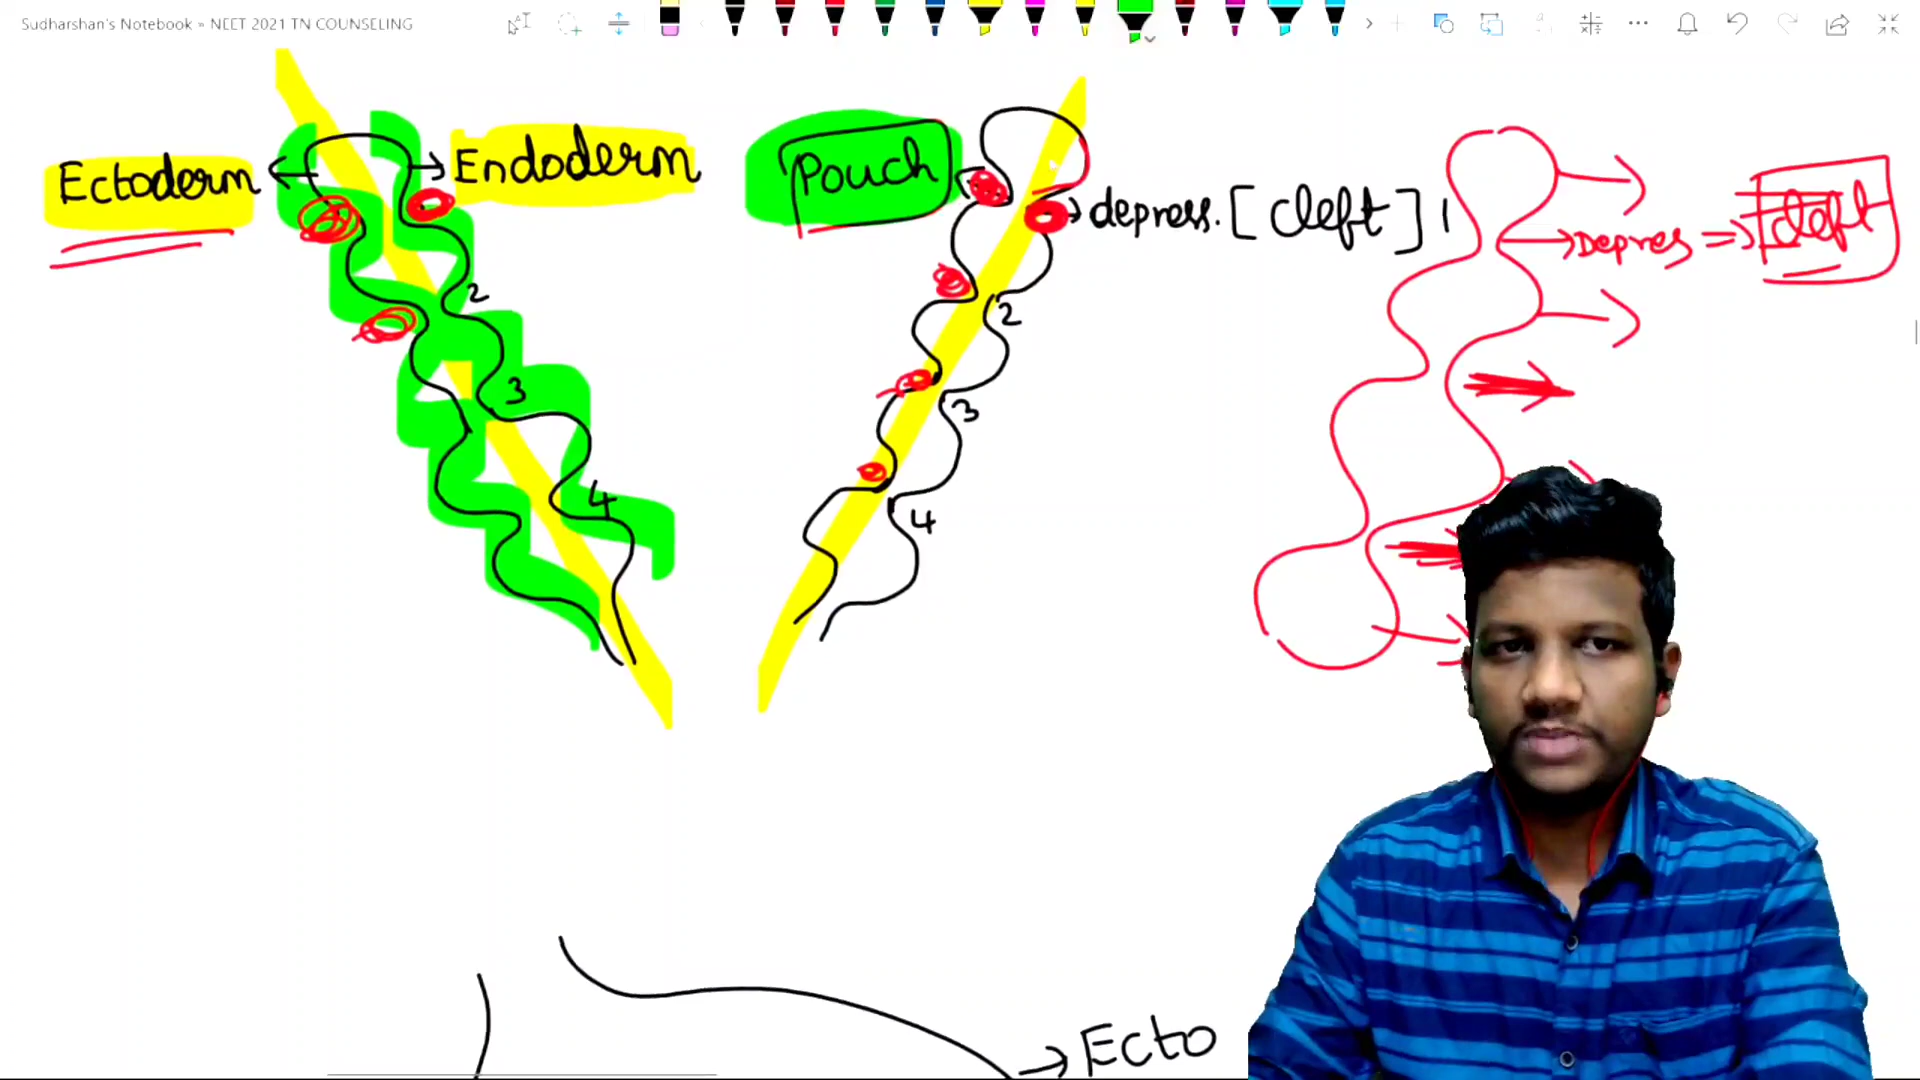 Sudharshan's Notebook » NEET 2021 TN COUNSELING
Ectoderm
Endoderm
Pouch
depress. [cleft] 1
Depres => cleft
2
3
4
2
3
4
Ecto